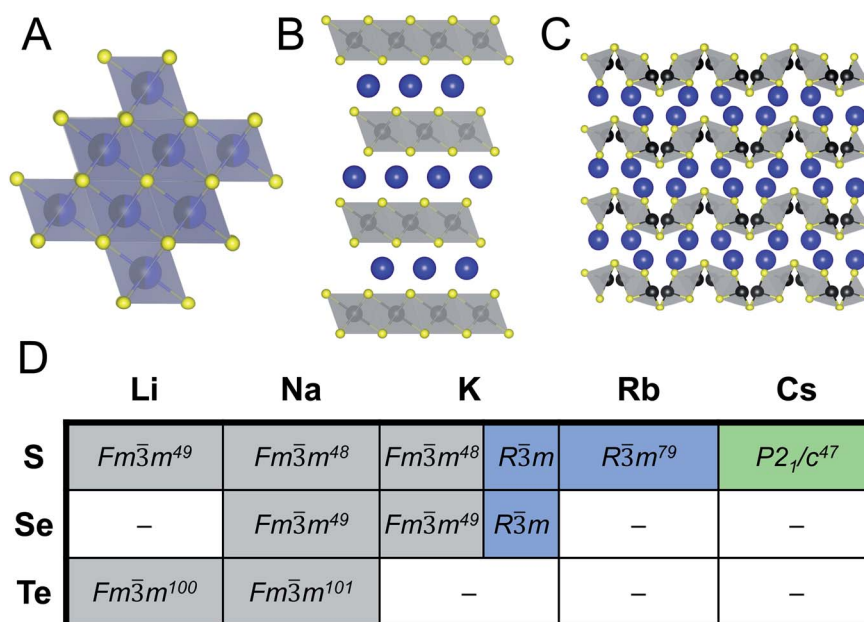 A B C
D
Li Na K Rb Cs
S Fm3̅m⁴⁹ Fm3̅m⁴⁸ Fm3̅m⁴⁸ R3̅m R3̅m⁷⁹ P2₁/c⁴⁷
Se – Fm3̅m⁴⁹ Fm3̅m⁴⁹ R3̅m – –
Te Fm3̅m¹⁰⁰ Fm3̅m¹⁰¹ – – –